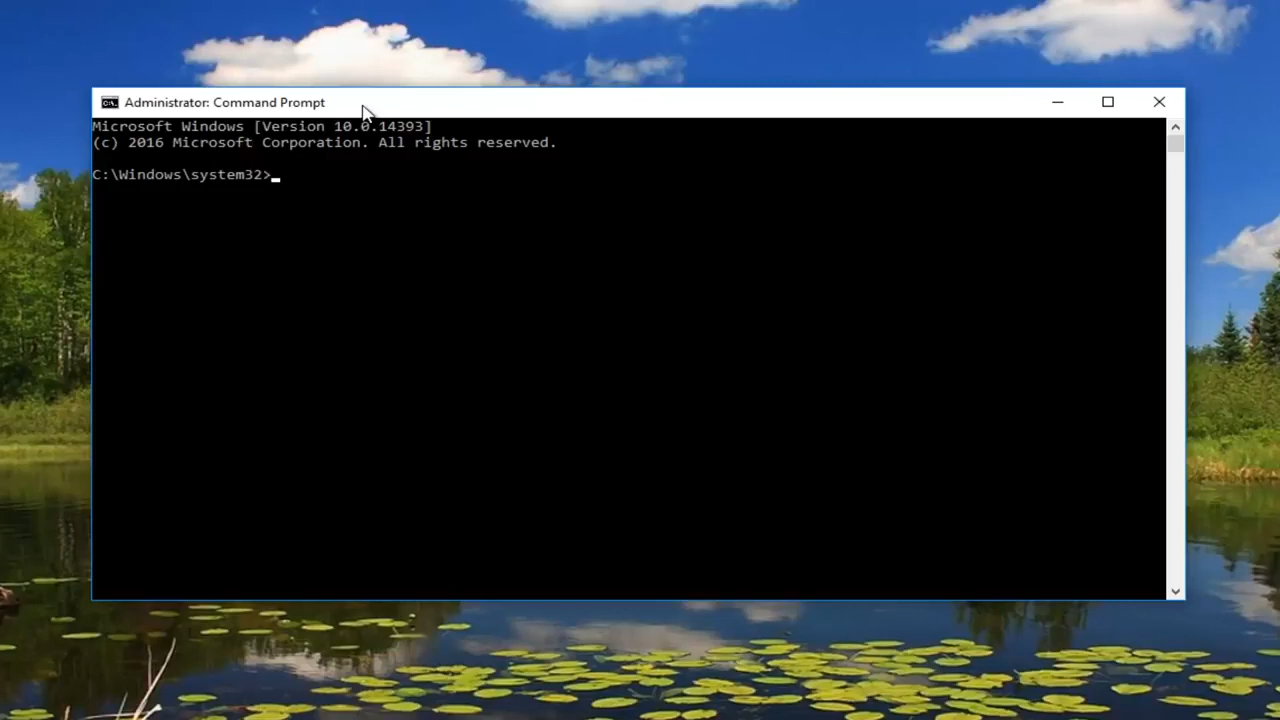 Administrator: Command Prompt
Microsoft Windows [Version 10.0.14393]
(c) 2016 Microsoft Corporation. All rights reserved.
C:\Windows\system32>